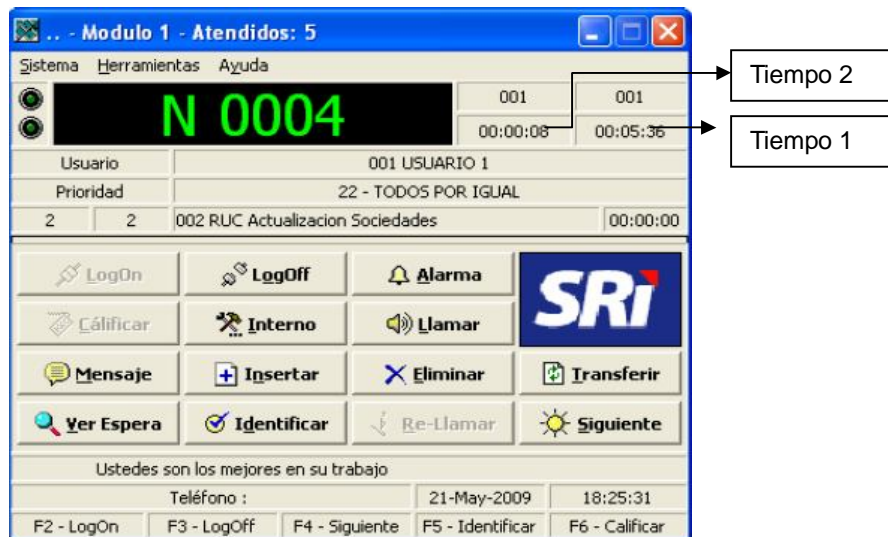 .. - Modulo 1 - Atendidos: 5
Sistema Herramientas Ayuda
N 0004
001 001
00:00:08 00:05:36
Tiempo 2
Tiempo 1
Usuario 001 USUARIO 1
Prioridad 22 - TODOS POR IGUAL
2 2 002 RUC Actualizacion Sociedades 00:00:00
LogOn LogOff Alarma
SRi
Cálificar Interno Llamar
Mensaje Insertar Eliminar Transferir
Ver Espera Identificar Re-Llamar Siguiente
Ustedes son los mejores en su trabajo
Teléfono : 21-May-2009 18:25:31
F2 - LogOn F3 - LogOff F4 - Siguiente F5 - Identificar F6 - Calificar